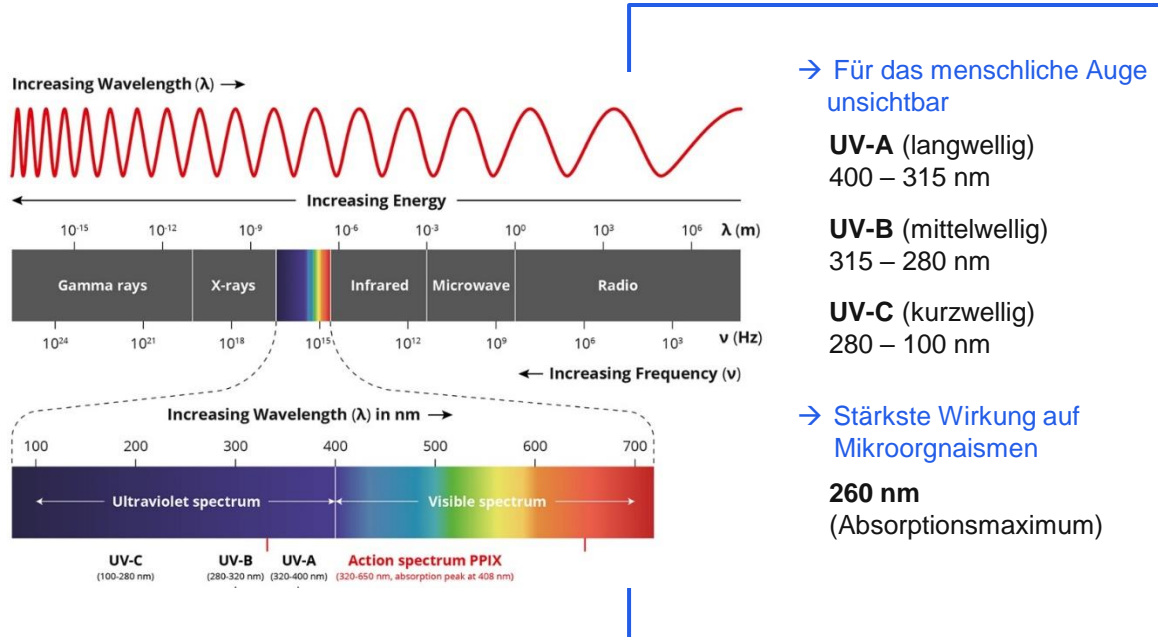 Increasing Wavelength (λ) →
Increasing Energy
10⁻¹⁵ 10⁻¹² 10⁻⁹ 10⁻⁶ 10⁻³ 10⁰ 10³ 10⁶ λ (m)
Gamma rays X-rays Infrared Microwave Radio
10²⁴ 10²¹ 10¹⁸ 10¹⁵ 10¹² 10⁹ 10⁶ 10³ ν (Hz)
← Increasing Frequency (ν)
Increasing Wavelength (λ) in nm →
100 200 300 400 500 600 700
Ultraviolet spectrum Visible spectrum
UV-C UV-B UV-A Action spectrum PPIX
(100-280 nm) (280-320 nm) (320-400 nm) (320-650 nm, absorption peak at 408 nm)
→ Für das menschliche Auge
unsichtbar
UV-A (langwellig)
400 – 315 nm
UV-B (mittelwellig)
315 – 280 nm
UV-C (kurzwellig)
280 – 100 nm
→ Stärkste Wirkung auf
Mikroorgnaismen
260 nm
(Absorptionsmaximum)